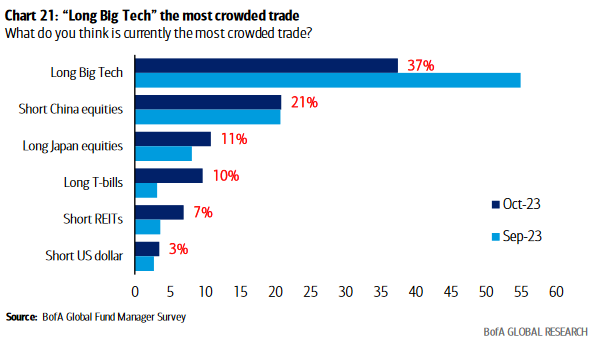 Chart 21: “Long Big Tech” the most crowded trade
What do you think is currently the most crowded trade?
Long Big Tech
37%
Short China equities
21%
Long Japan equities
11%
Long T-bills
10%
Short REITs
7%
Short US dollar
3%
Oct-23
Sep-23
0 5 10 15 20 25 30 35 40 45 50 55 60
Source: BofA Global Fund Manager Survey
BofA GLOBAL RESEARCH